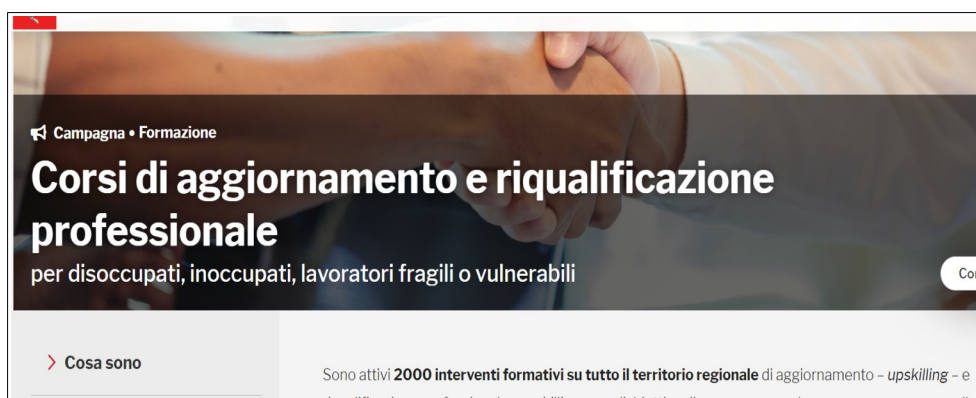 Campagna • Formazione
Corsi di aggiornamento e riqualificazione
professionale
per disoccupati, inoccupati, lavoratori fragili o vulnerabili
Cosa sono
Sono attivi 2000 interventi formativi su tutto il territorio regionale di aggiornamento – upskilling – e